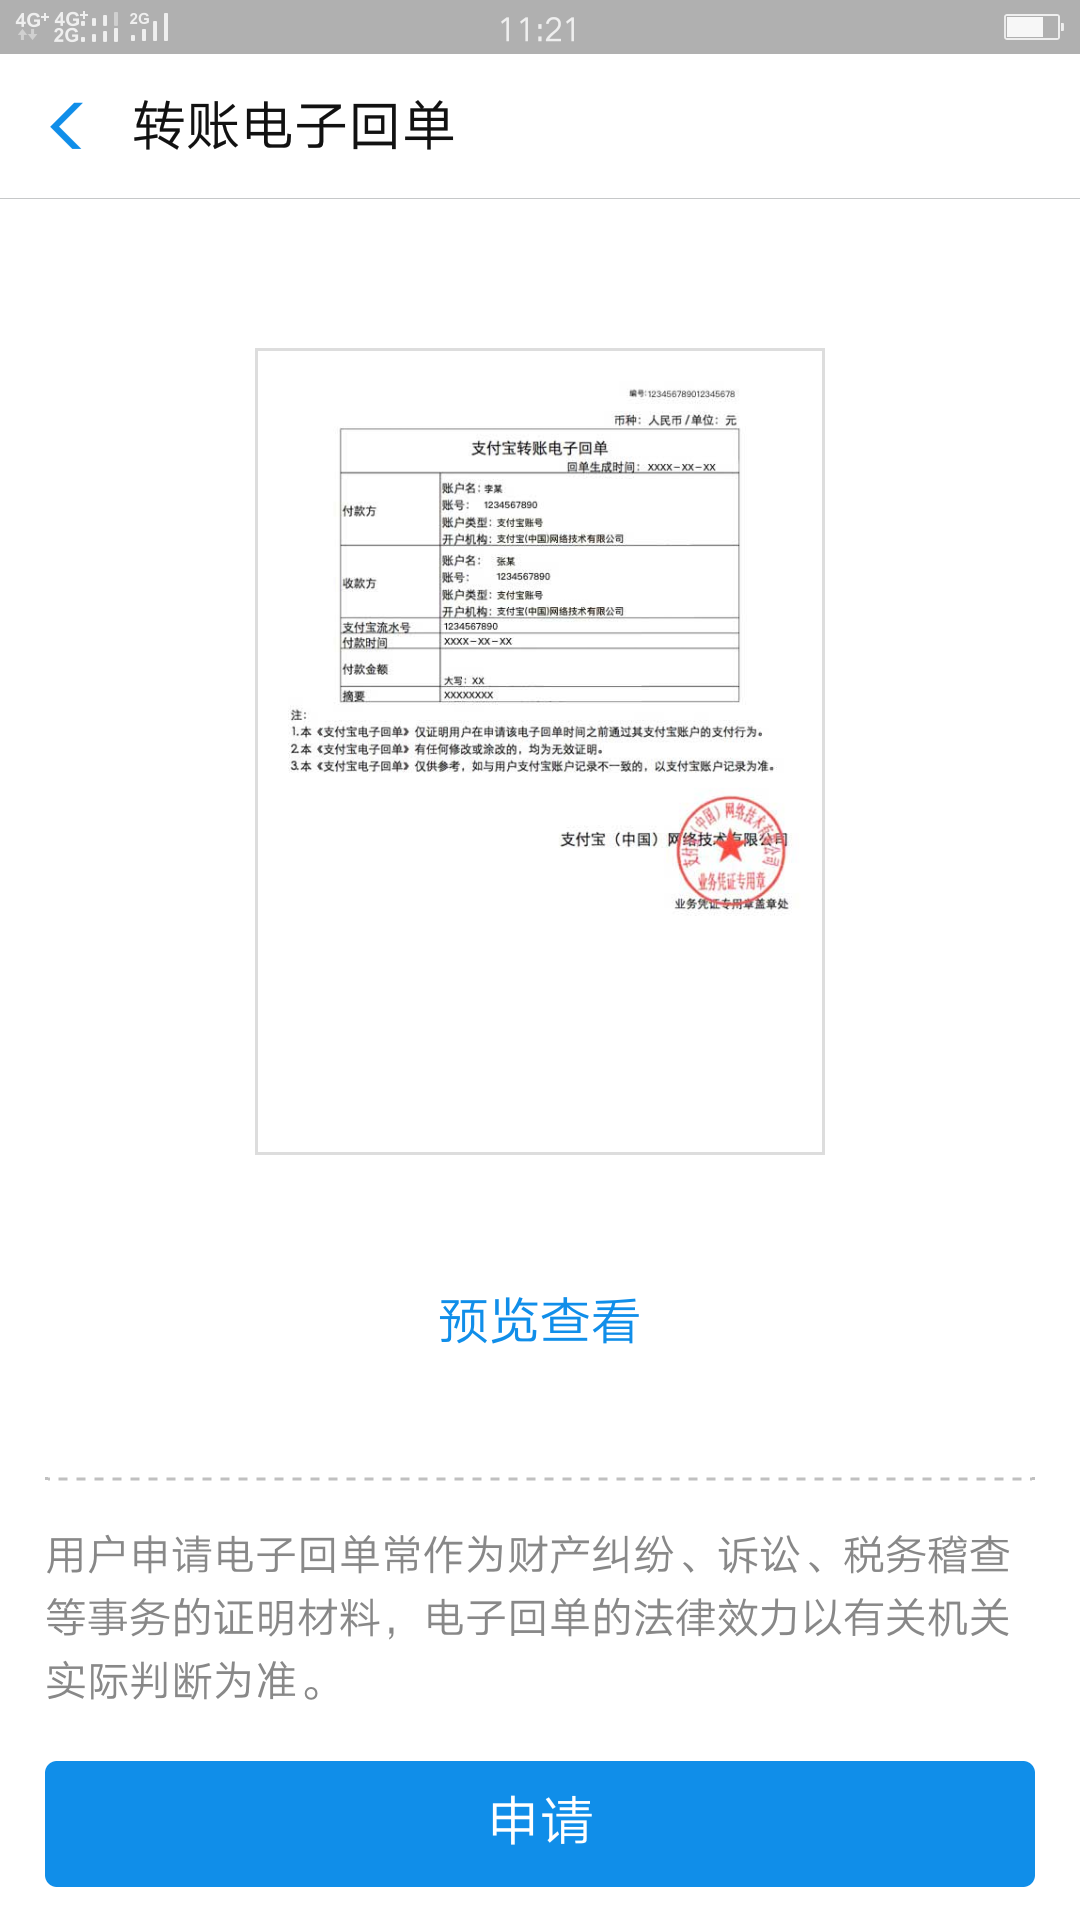 4G+ 4G+ 2G 2G 11:21
转账电子回单
编号:123456789012345678
币种：人民币/单位：元
支付宝转账电子回单
回单生成时间：XXXX-XX-XX
付款方
账户名：李某
账号： 1234567890
账户类型：支付宝账号
开户机构：支付宝(中国)网络技术有限公司
收款方
账户名： 张某
账号： 1234567890
账户类型：支付宝账号
开户机构：支付宝(中国)网络技术有限公司
支付宝流水号 1234567890
付款时间 XXXX-XX-XX
付款金额
大写：XX
摘要 XXXXXXXX
注：
1.本《支付宝电子回单》仅证明用户在申请该电子回单时间之前通过其支付宝账户的支付行为。
2.本《支付宝电子回单》有任何修改或涂改的，均为无效证明。
3.本《支付宝电子回单》仅供参考，如与用户支付宝账户记录不一致的，以支付宝账户记录为准。
支付宝（中国）网络技术有限公司
支付宝（中国）网络技术有限公司
业务凭证专用章
业务凭证专用章盖章处
预览查看
用户申请电子回单常作为财产纠纷、诉讼、税务稽查
等事务的证明材料，电子回单的法律效力以有关机关
实际判断为准。
申请